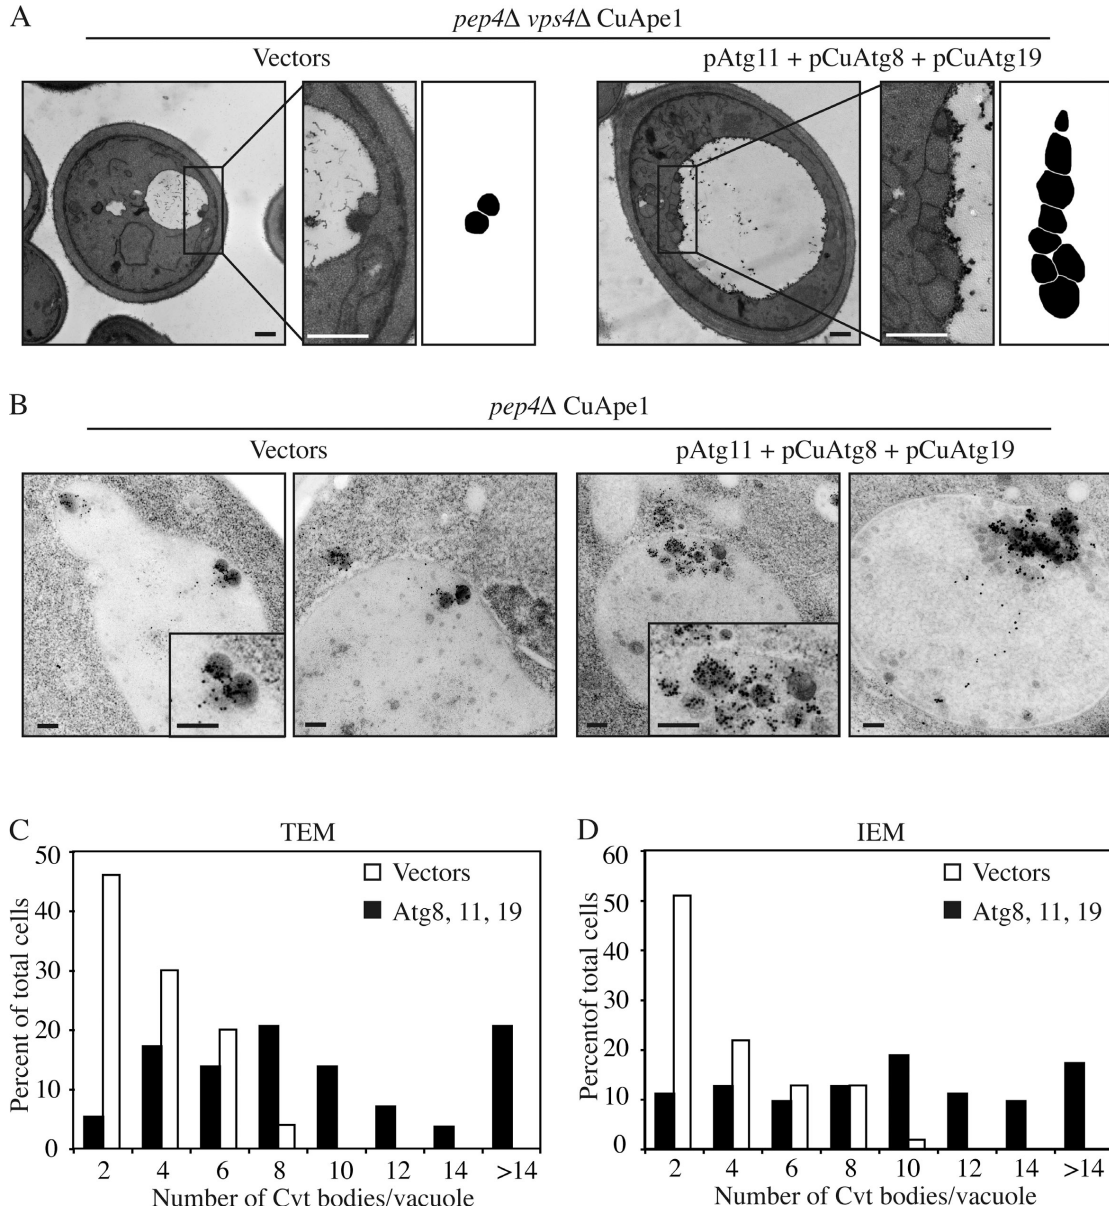 A
pep4Δ vps4Δ CuApe1
Vectors
pAtg11 + pCuAtg8 + pCuAtg19
B
pep4Δ CuApe1
Vectors
pAtg11 + pCuAtg8 + pCuAtg19
C
TEM
Percent of total cells
50
40
30
20
10
0
Vectors
Atg8, 11, 19
2 4 6 8 10 12 14 >14
Number of Cvt bodies/vacuole
D
IEM
Percentof total cells
60
50
40
30
20
10
0
Vectors
Atg8, 11, 19
2 4 6 8 10 12 14 >14
Number of Cvt bodies/vacuole